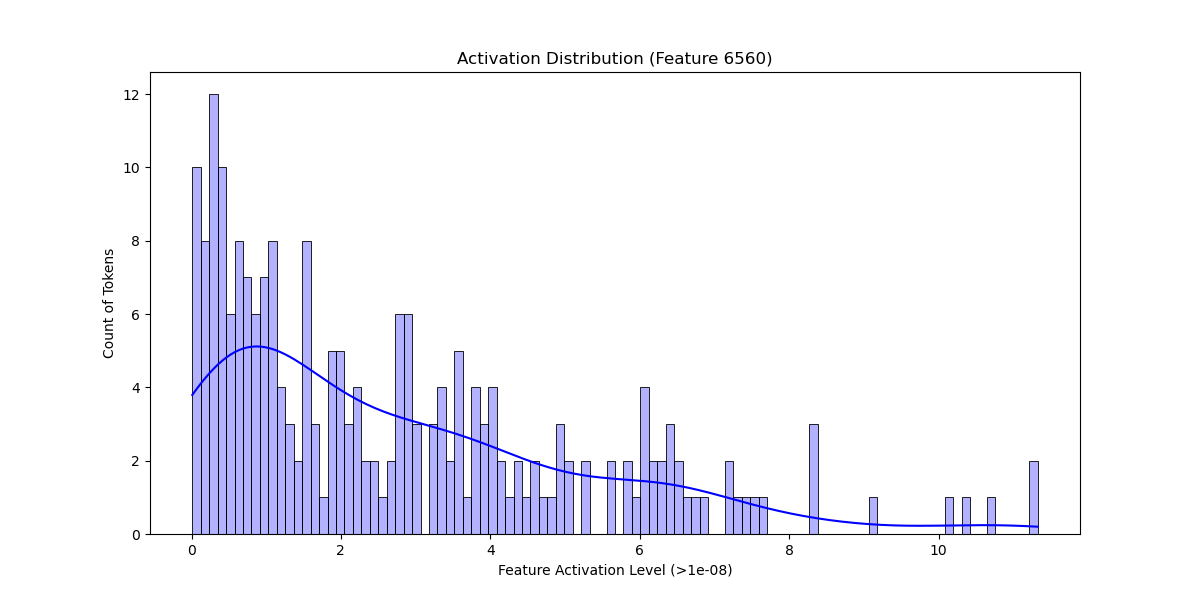 Activation Distribution (Feature 6560)
Count of Tokens
12
10
8
6
4
2
0
0 2 4 6 8 10
Feature Activation Level (>1e-08)